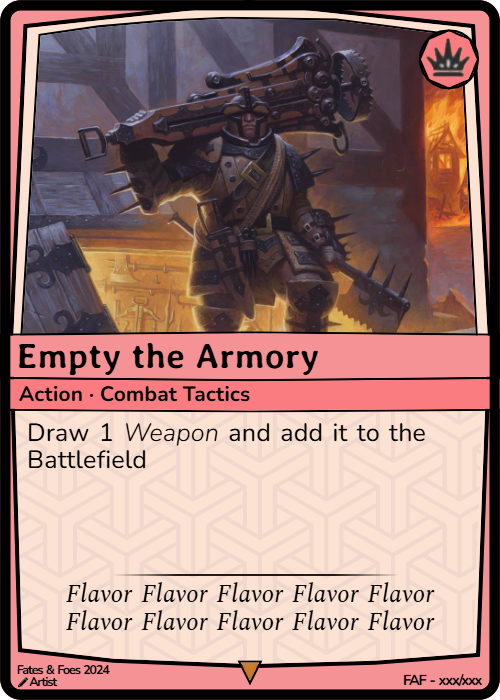 Empty the Armory
Action · Combat Tactics
Draw 1 Weapon and add it to the
Battlefield
Flavor Flavor Flavor Flavor Flavor
Flavor Flavor Flavor Flavor Flavor
Fates & Foes 2024
Artist
FAF - xxx/xxx